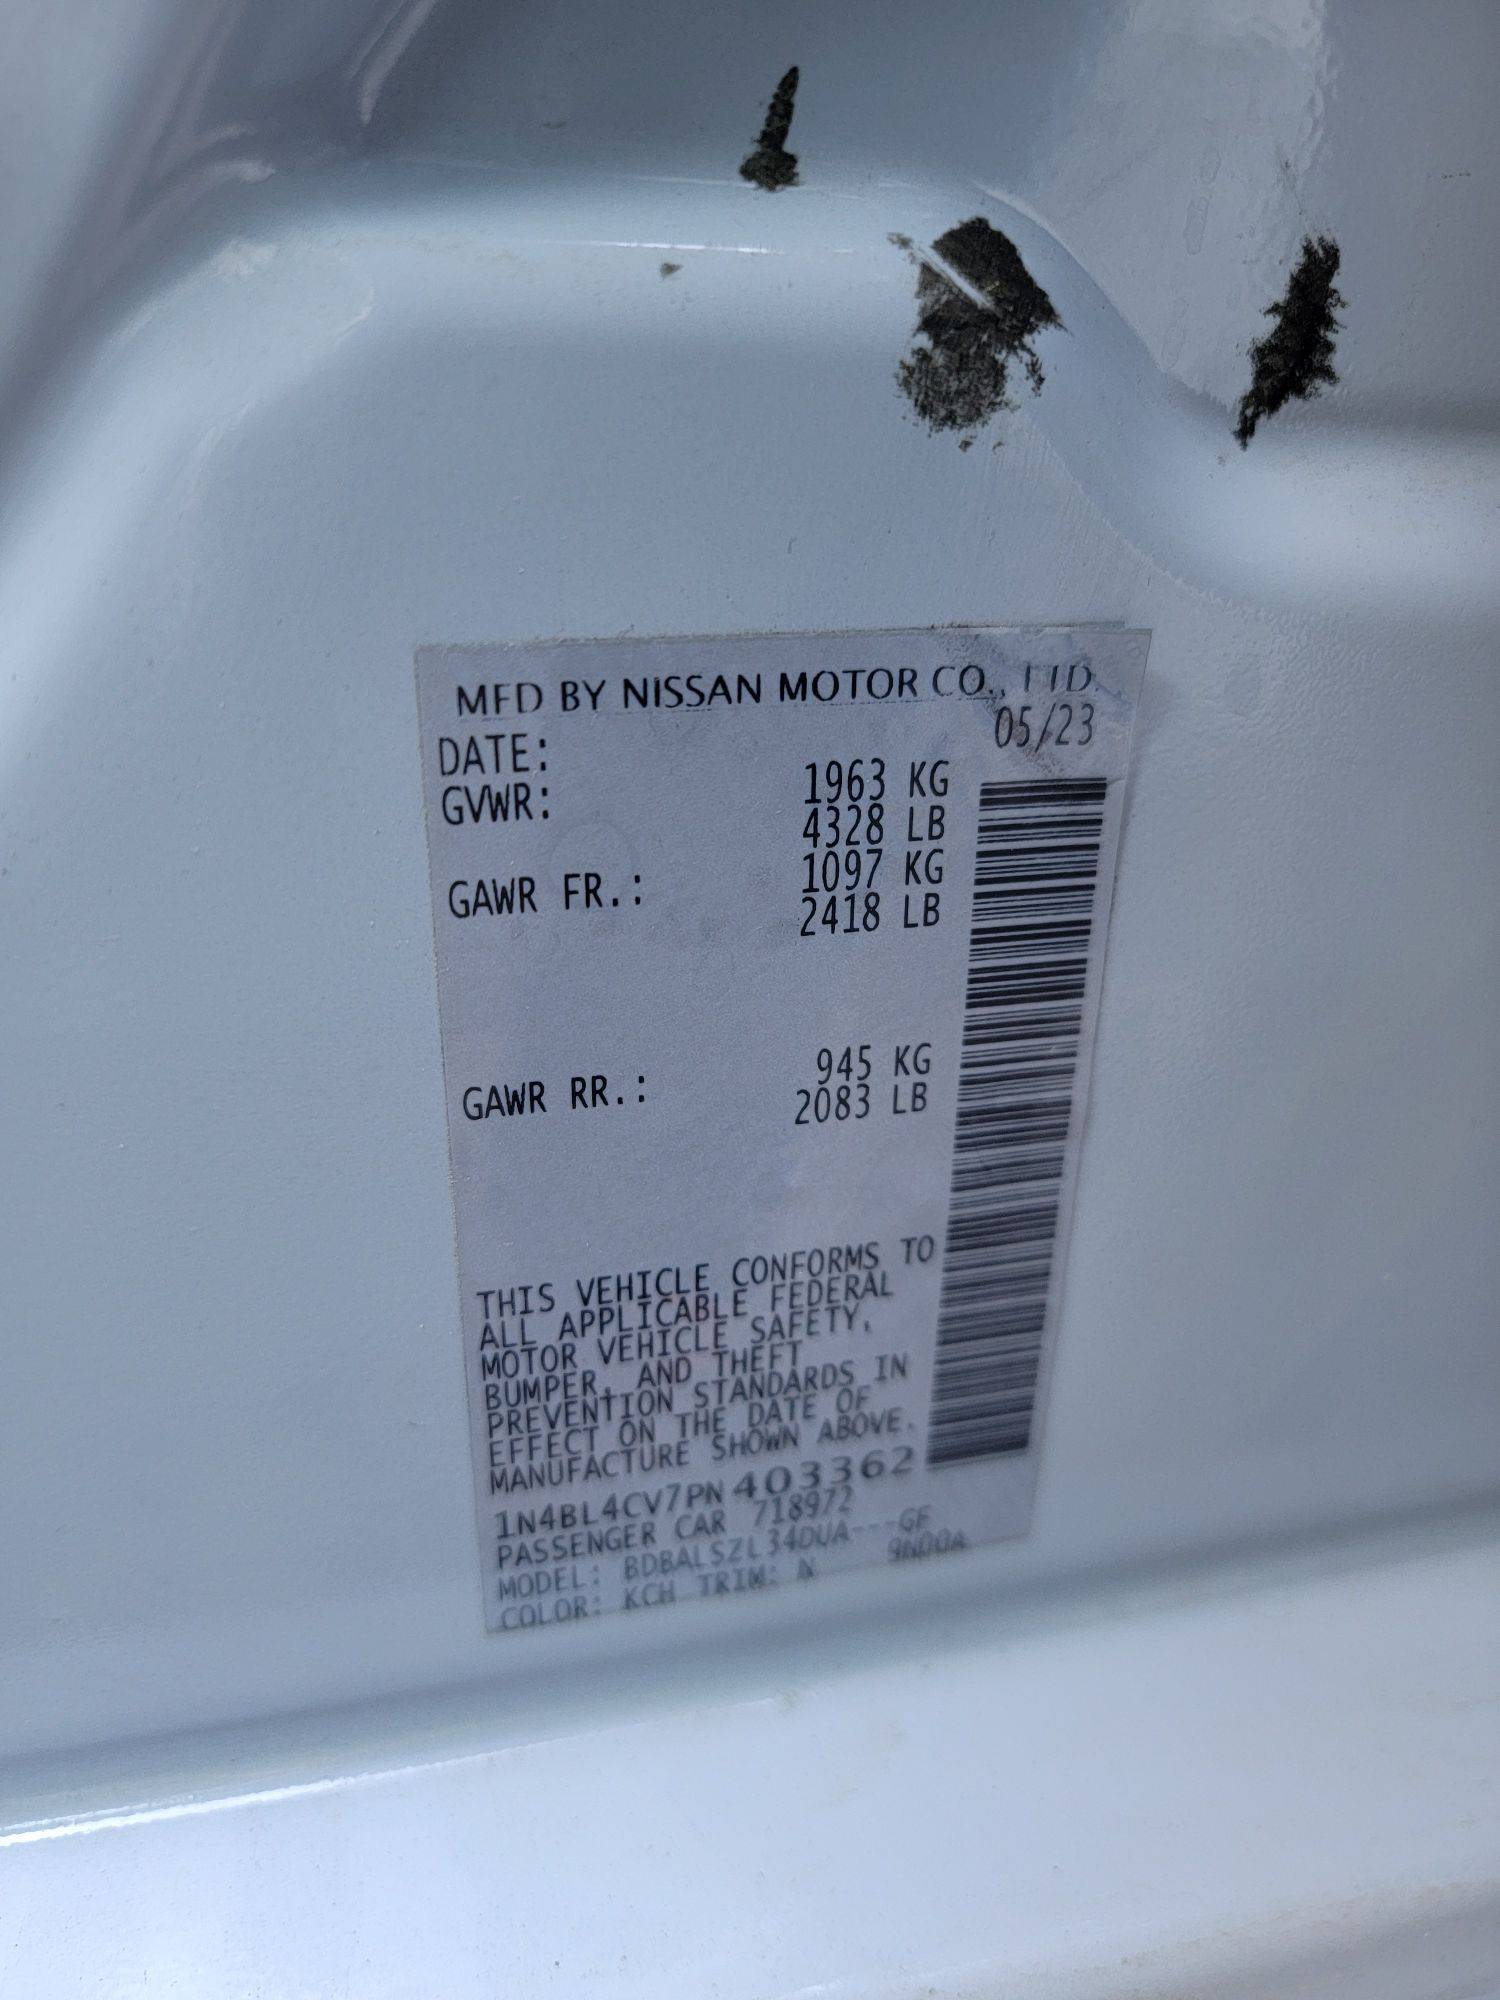 MFD BY NISSAN MOTOR CO., LTD.
DATE: 05/23
GVWR: 1963 KG
4328 LB
GAWR FR.: 1097 KG
2418 LB
GAWR RR.: 945 KG
2083 LB
THIS VEHICLE CONFORMS TO
ALL APPLICABLE FEDERAL
MOTOR VEHICLE SAFETY,
BUMPER, AND THEFT
PREVENTION STANDARDS IN
EFFECT ON THE DATE OF
MANUFACTURE SHOWN ABOVE.
1N4BL4CV7PN403362
PASSENGER CAR 718972
MODEL: BDBALSZL34DUA---GF
COLOR: KCH TRIM: